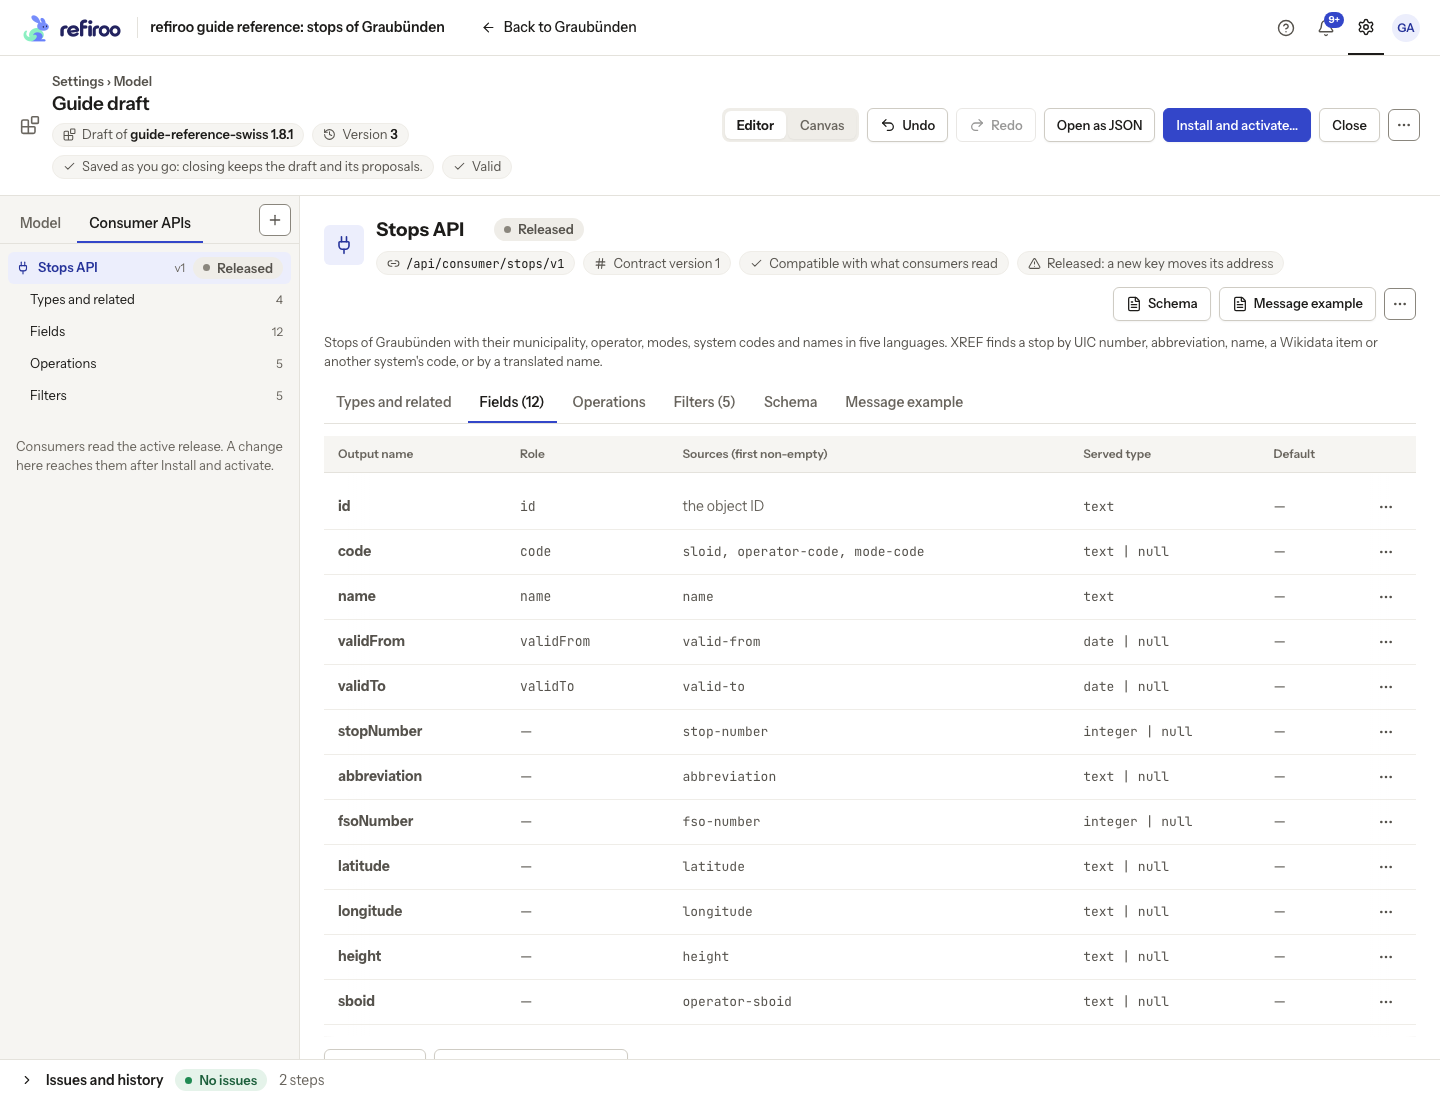 refiroo
refiroo guide reference: stops of Graubünden
Back to Graubünden
9+
GA
Settings › Model
Guide draft
Draft of guide-reference-swiss 1.8.1
Version 3
Saved as you go: closing keeps the draft and its proposals.
Valid
Editor
Canvas
Undo
Redo
Open as JSON
Install and activate...
Close
Model
Consumer APIs
Stops API v1 Released
Types and related 4
Fields 12
Operations 5
Filters 5
Consumers read the active release. A change
here reaches them after Install and activate.
Stops API
Released
/api/consumer/stops/v1
Contract version 1
Compatible with what consumers read
Released: a new key moves its address
Schema
Message example
Stops of Graubünden with their municipality, operator, modes, system codes and names in five languages. XREF finds a stop by UIC number, abbreviation, name, a Wikidata item or
another system's code, or by a translated name.
Types and related
Fields (12)
Operations
Filters (5)
Schema
Message example
Output name Role Sources (first non-empty) Served type Default
id id the object ID text —
code code sloid, operator-code, mode-code text | null —
name name name text —
validFrom validFrom valid-from date | null —
validTo validTo valid-to date | null —
stopNumber — stop-number integer | null —
abbreviation — abbreviation text | null —
fsoNumber — fso-number integer | null —
latitude — latitude text | null —
longitude — longitude text | null —
height — height text | null —
sboid — operator-sboid text | null —
Issues and history
No issues
2 steps